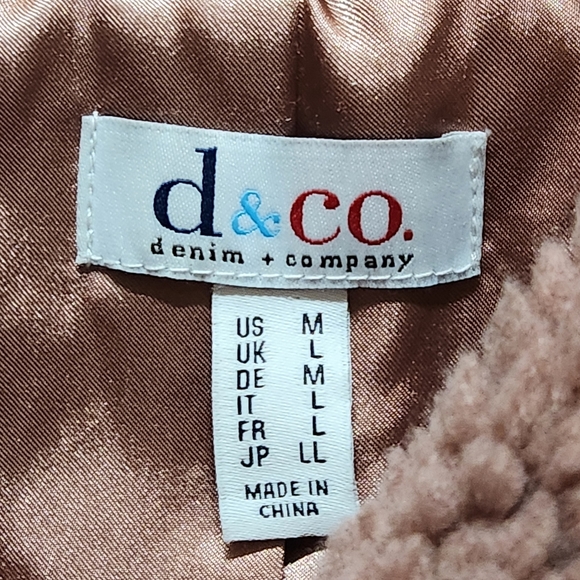 d&co.
denim + company
US M
UK L
DE M
IT L
FR L
JP LL
MADE IN
CHINA